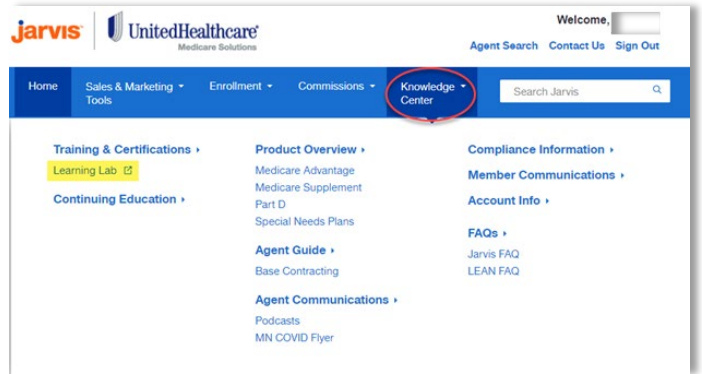 jarvis
UnitedHealthcare®
Medicare Solutions
Welcome,
Agent Search Contact Us Sign Out
Home
Sales & Marketing
Tools
Enrollment
Commissions
Knowledge
Center
Search Jarvis
Training & Certifications
Learning Lab
Continuing Education
Product Overview
Medicare Advantage
Medicare Supplement
Part D
Special Needs Plans
Agent Guide
Base Contracting
Agent Communications
Podcasts
MN COVID Flyer
Compliance Information
Member Communications
Account Info
FAQs
Jarvis FAQ
LEAN FAQ